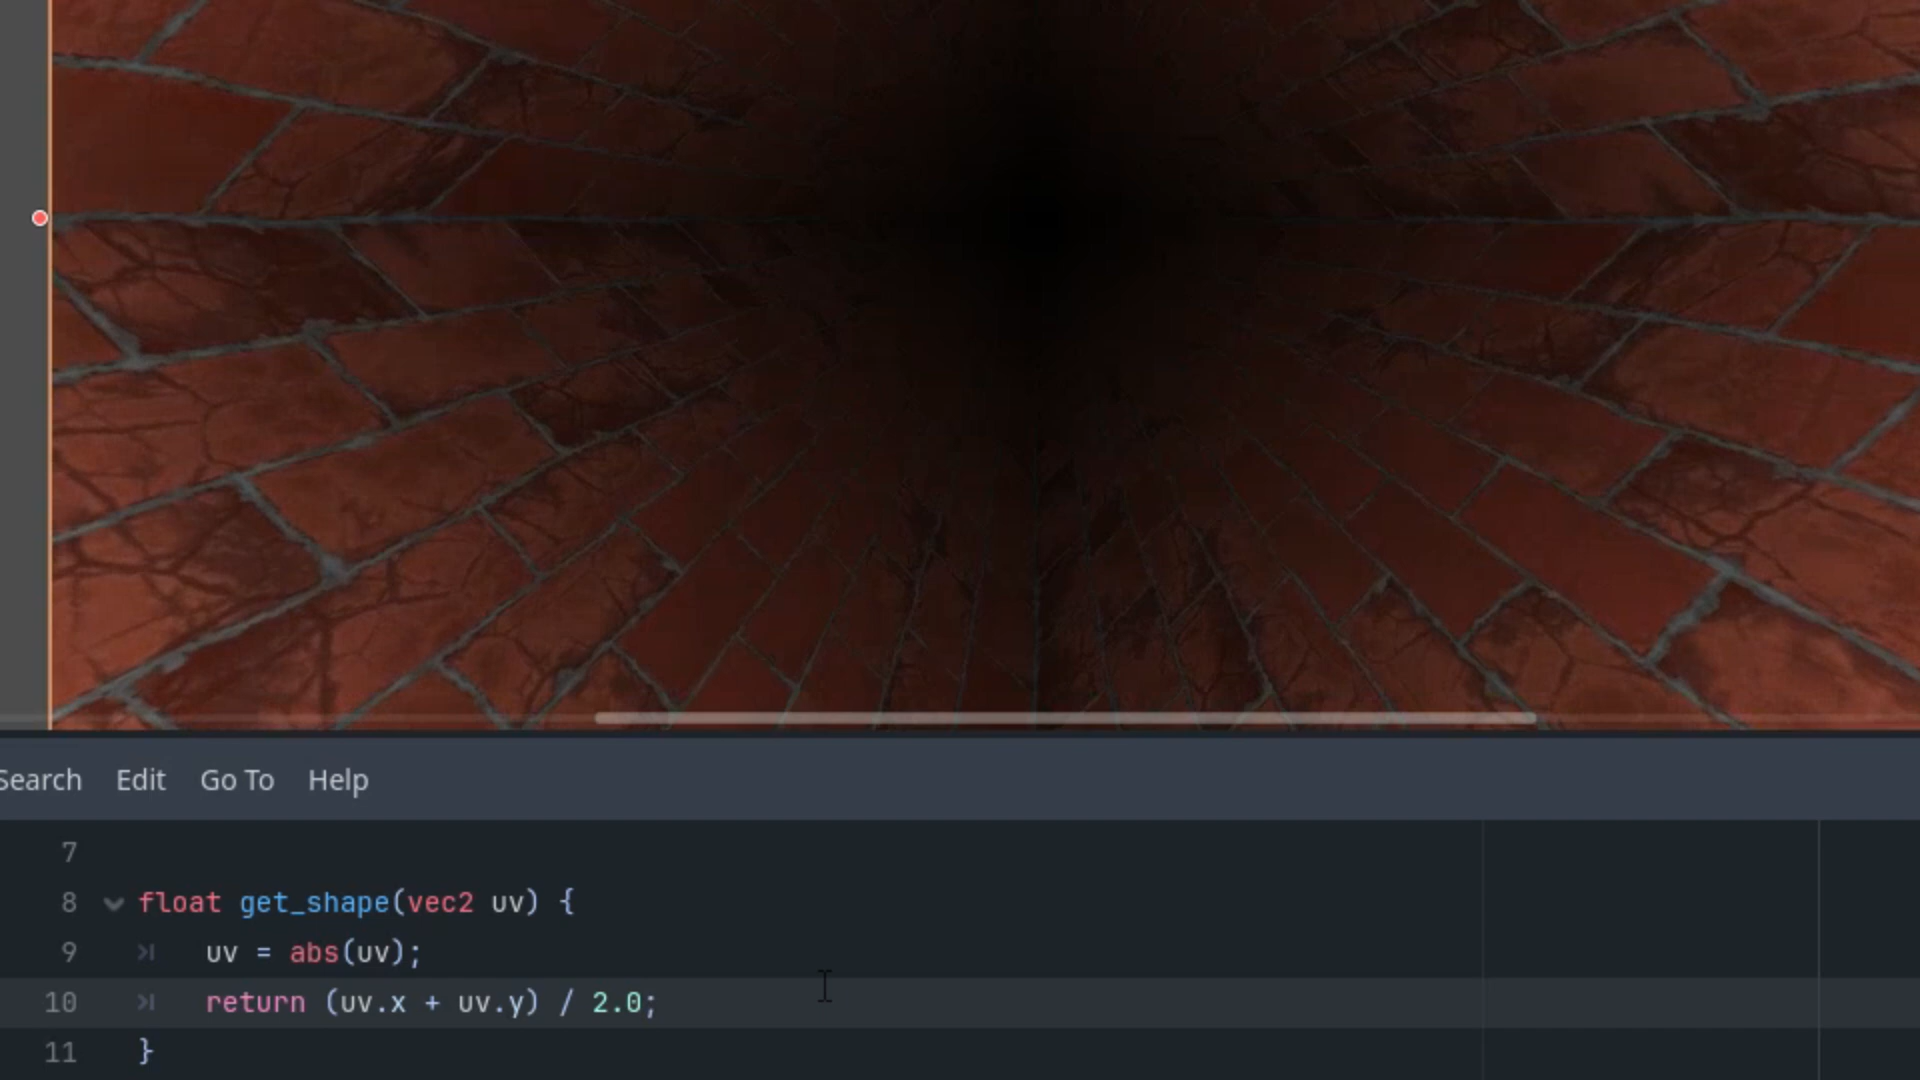 Search Edit Go To Help
7
8 float get_shape(vec2 uv) {
9 uv = abs(uv);
10 return (uv.x + uv.y) / 2.0;
11 }